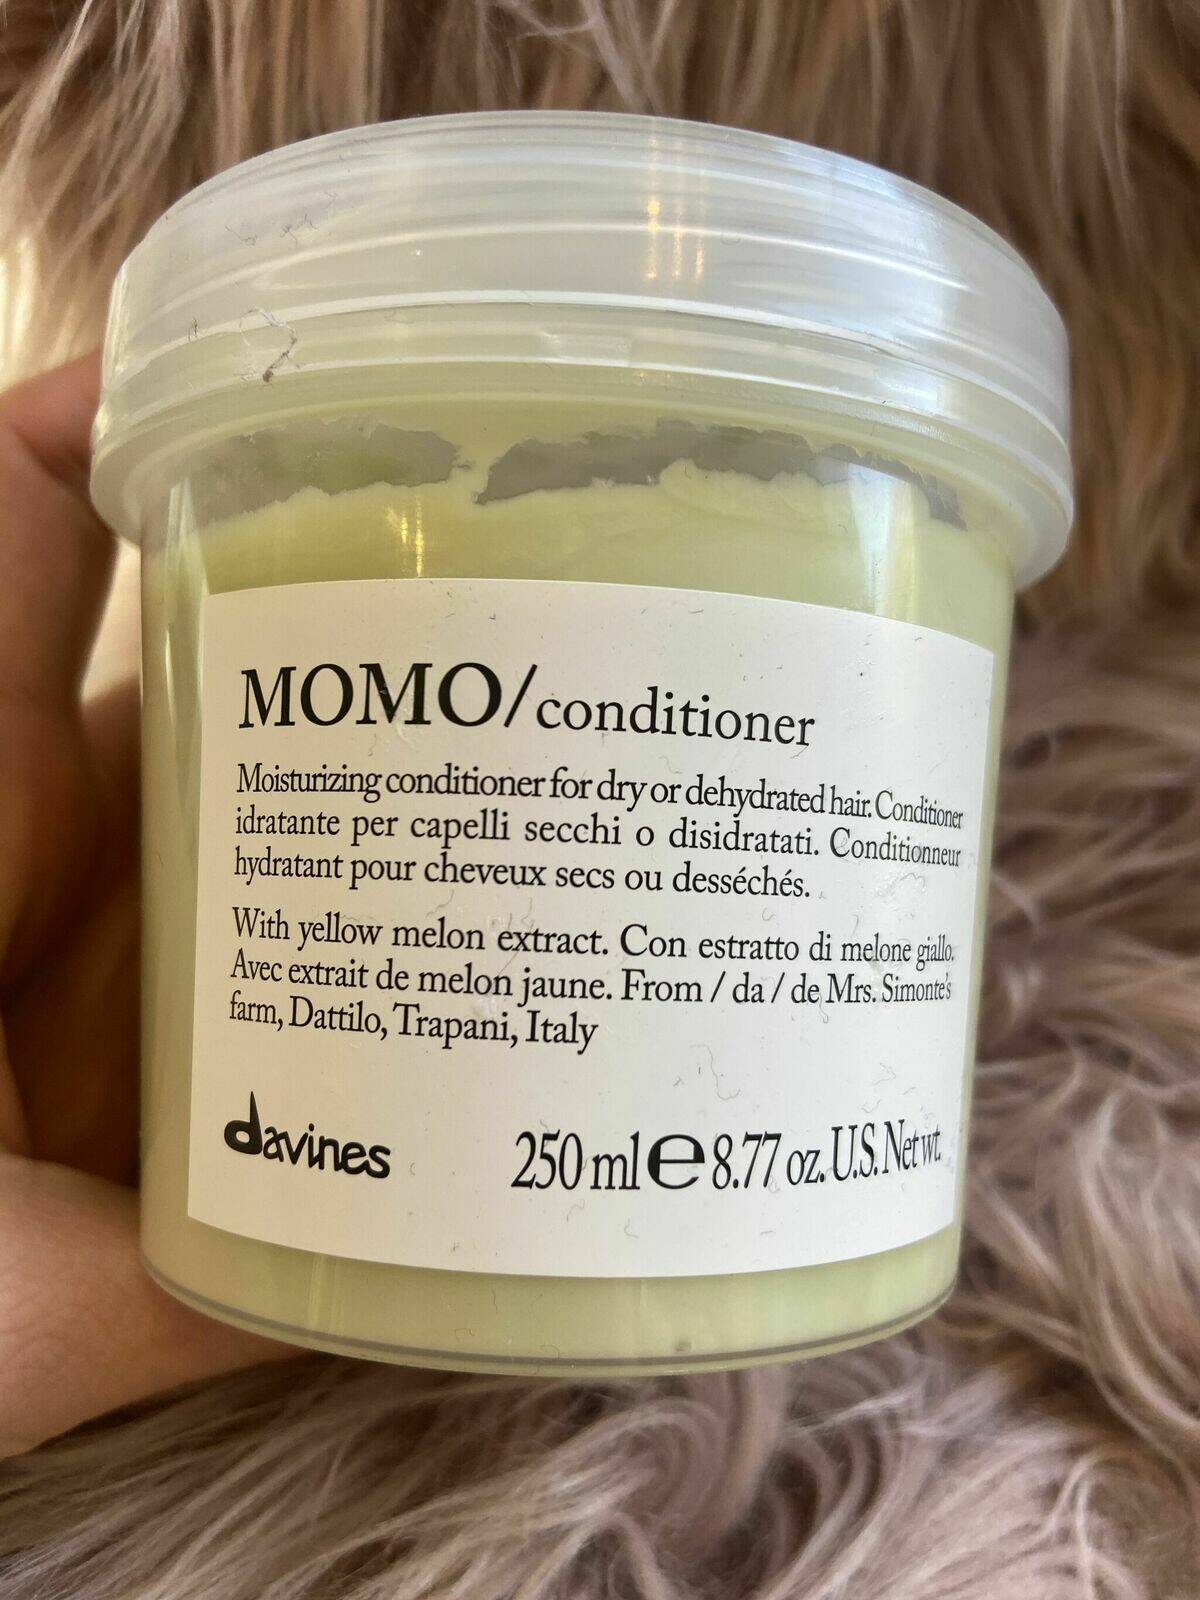 MOMO/conditioner
Moisturizing conditioner for dry or dehydrated hair. Conditioner
idratante per capelli secchi o disidratati. Conditionneur
hydratant pour cheveux secs ou desséchés.
With yellow melon extract. Con estratto di melone giallo.
Avec extrait de melon jaune. From / da / de Mrs. Simonte's
farm, Dattilo, Trapani, Italy
davines 250 ml ℮ 8.77 oz. U.S. Net wt.